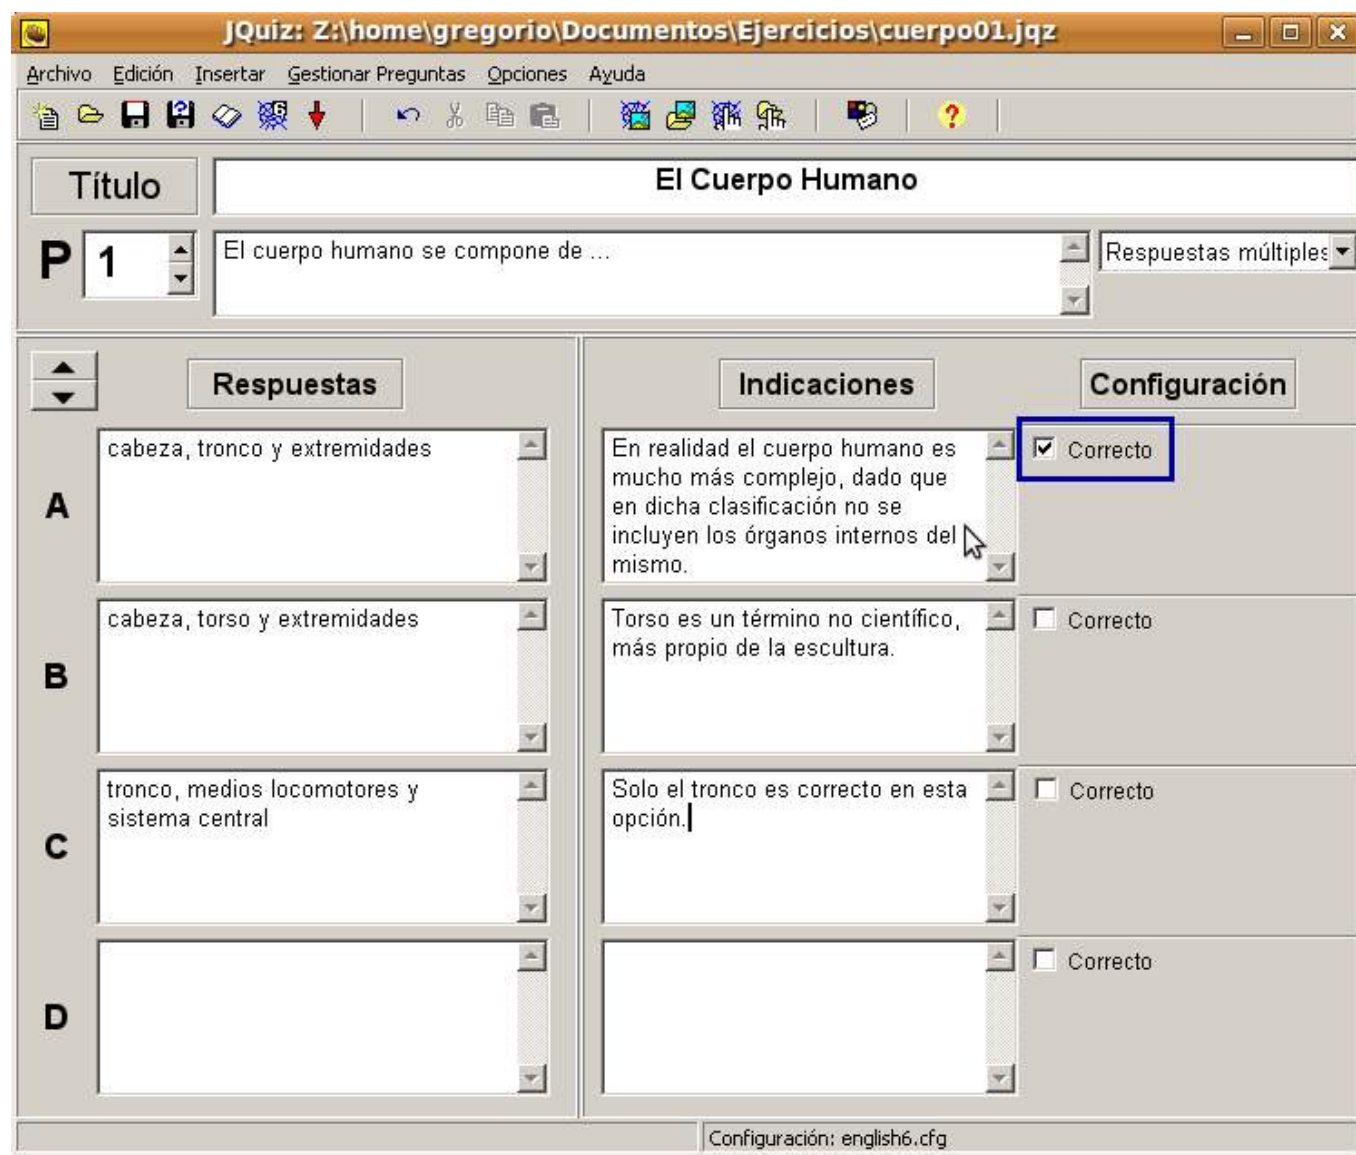 JQuiz: Z:\home\gregorio\Documentos\Ejercicios\cuerpo01.jqz
Archivo Edición Insertar Gestionar Preguntas Opciones Ayuda
Título
El Cuerpo Humano
P 1
El cuerpo humano se compone de ...
Respuestas múltiples
Respuestas
Indicaciones
Configuración
A
cabeza, tronco y extremidades
En realidad el cuerpo humano es
mucho más complejo, dado que
en dicha clasificación no se
incluyen los órganos internos del
mismo.
Correcto
B
cabeza, torso y extremidades
Torso es un término no científico,
más propio de la escultura.
Correcto
C
tronco, medios locomotores y
sistema central
Solo el tronco es correcto en esta
opción.
Correcto
D
Correcto
Configuración: english6.cfg